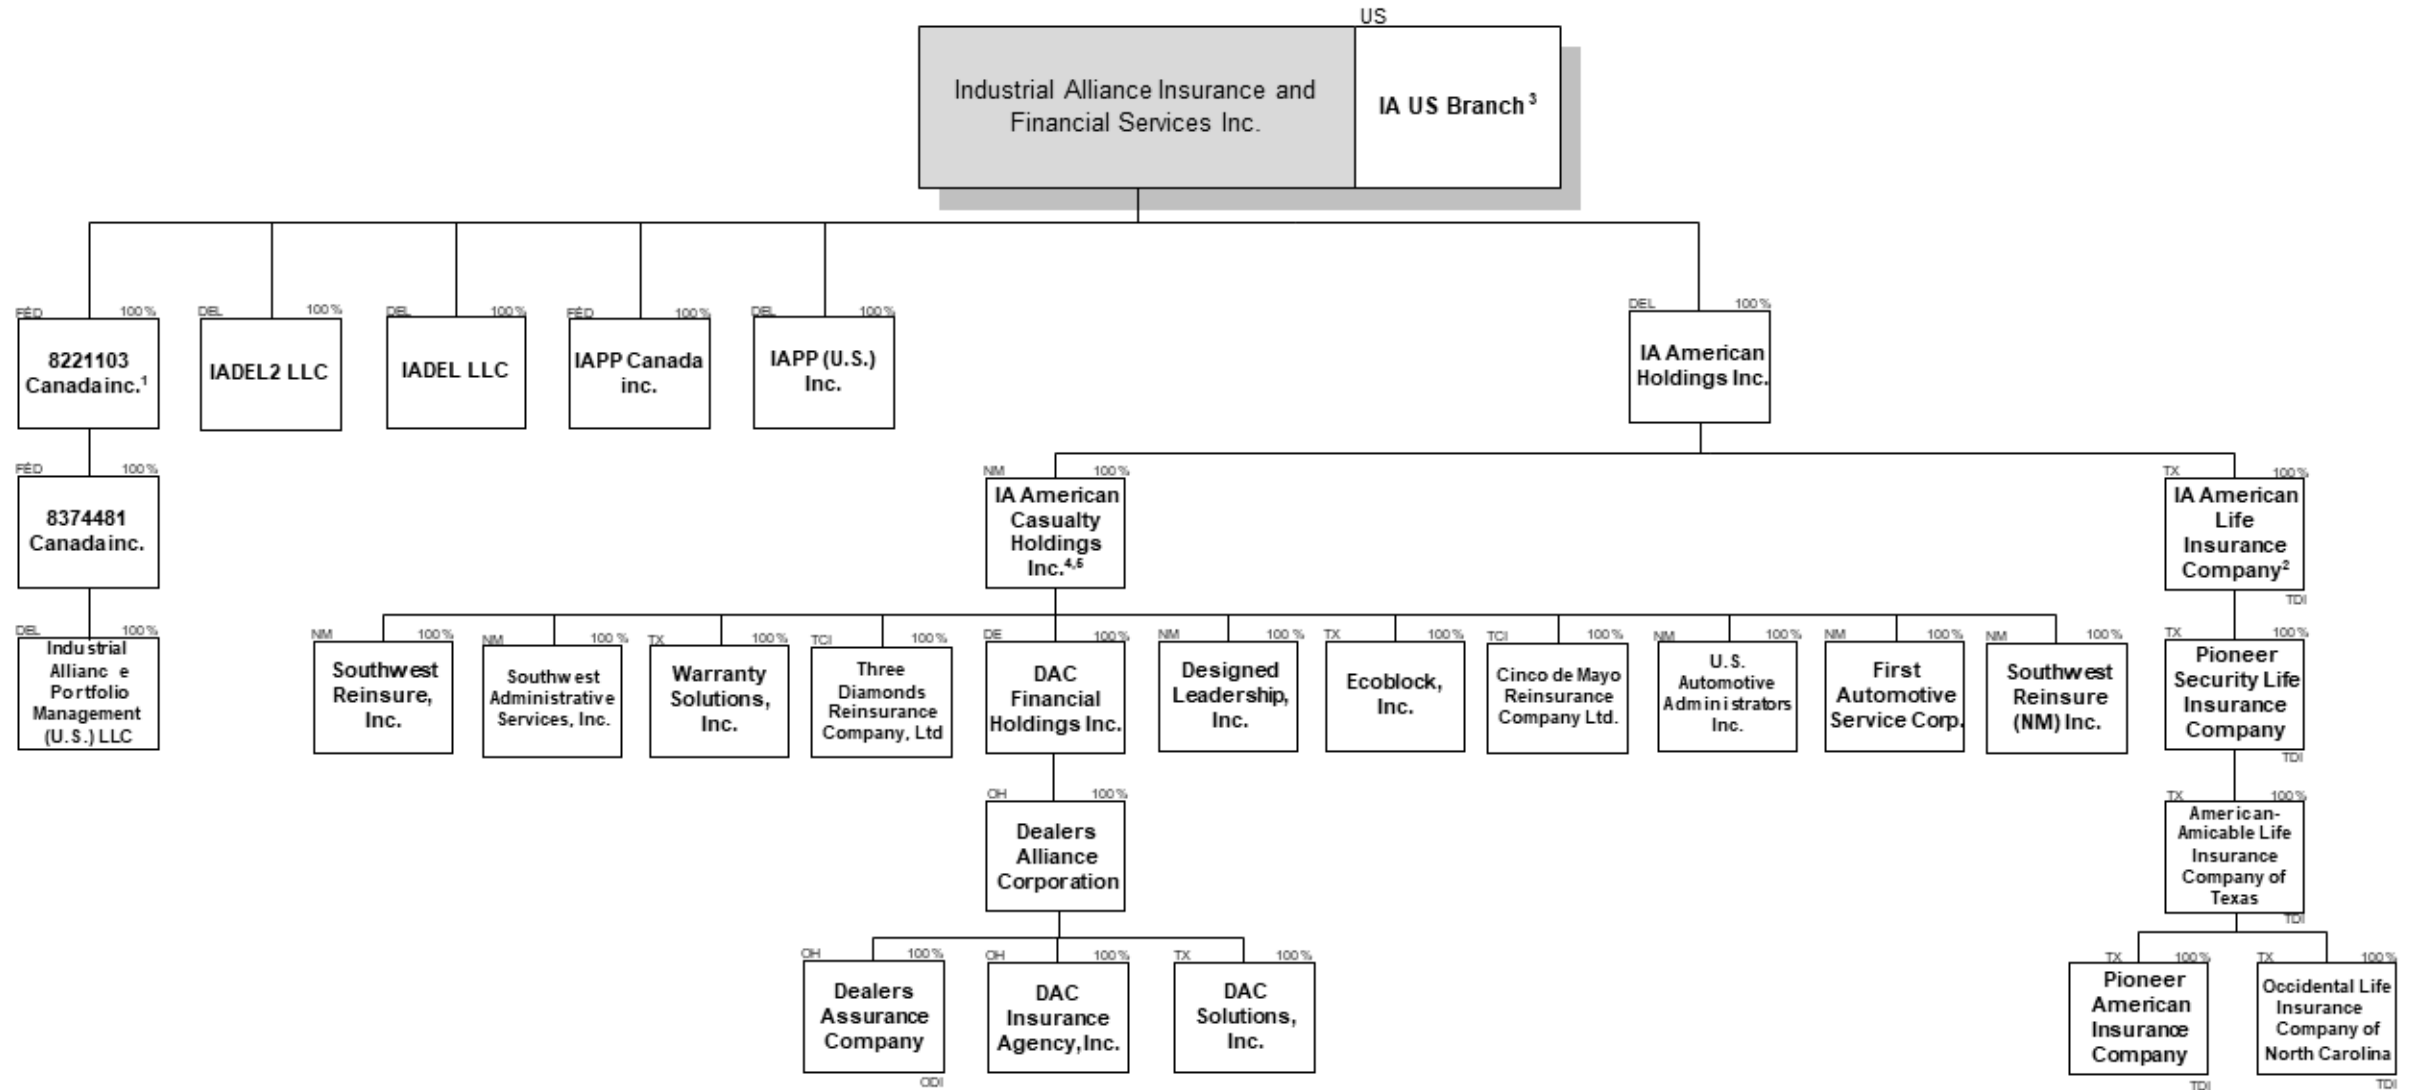 US
Industrial Alliance Insurance and
Financial Services Inc.
IA US Branch 3
FÉD 100%
8221103
Canada inc.1
DEL 100%
IADEL2 LLC
DEL 100%
IADEL LLC
FÉD 100%
IAPP Canada
inc.
DEL 100%
IAPP (U.S.)
Inc.
DEL 100%
IA American
Holdings Inc.
FÉD 100%
8374481
Canada inc.
NM 100%
IA American
Casualty
Holdings
Inc.4,5
TX 100%
IA American
Life
Insurance
Company2
TDI
DEL 100%
Industrial
Alliance
Portfolio
Management
(U.S.) LLC
NM 100%
Southwest
Reinsure,
Inc.
NM 100%
Southwest
Administrative
Services, Inc.
TX 100%
Warranty
Solutions,
Inc.
TCI 100%
Three
Diamonds
Reinsurance
Company, Ltd
DE 100%
DAC
Financial
Holdings Inc.
NM 100%
Designed
Leadership,
Inc.
TX 100%
Ecoblock,
Inc.
TCI 100%
Cinco de Mayo
Reinsurance
Company Ltd.
NM 100%
U.S.
Automotive
Administrators
Inc.
NM 100%
First
Automotive
Service Corp.
NM 100%
Southwest
Reinsure
(NM) Inc.
TX 100%
Pioneer
Security Life
Insurance
Company
TDI
OH 100%
Dealers
Alliance
Corporation
TX 100%
American-
Amicable Life
Insurance
Company of
Texas
TDI
OH 100%
Dealers
Assurance
Company
ODI
OH 100%
DAC
Insurance
Agency, Inc.
TX 100%
DAC
Solutions,
Inc.
TX 100%
Pioneer
American
Insurance
Company
TDI
TX 100%
Occidental Life
Insurance
Company of
North Carolina
TDI